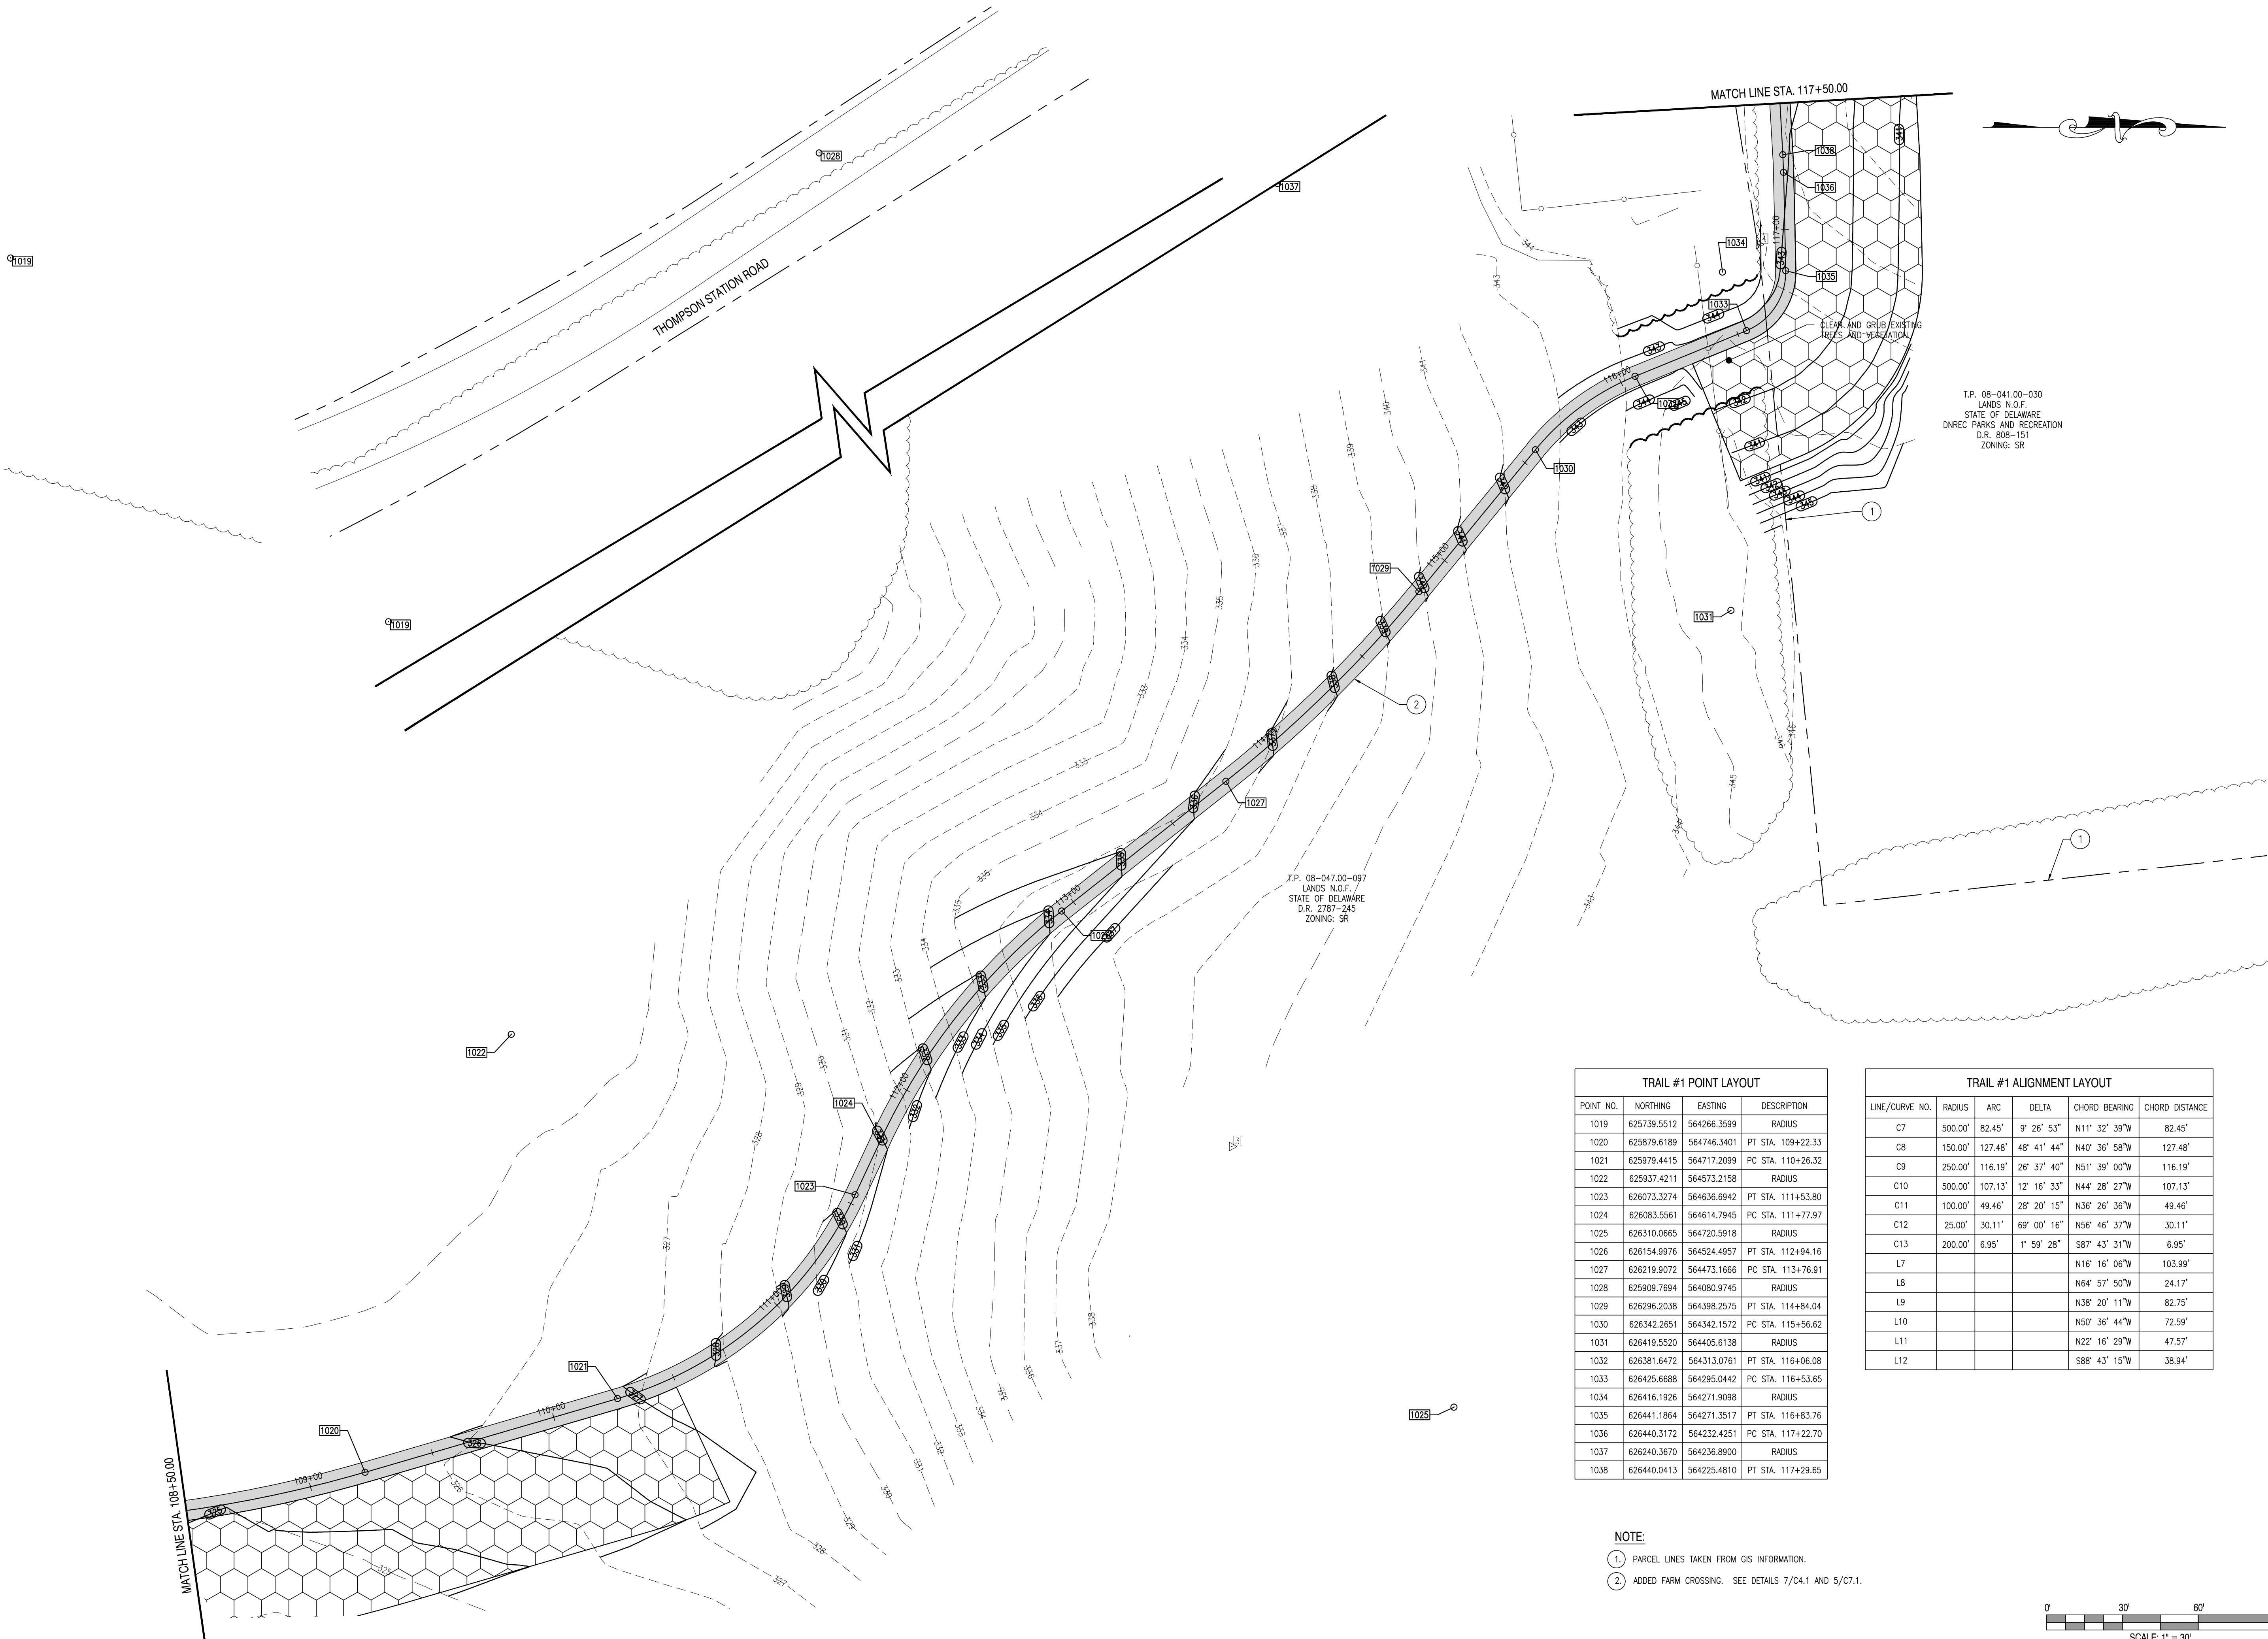 MATCH LINE STA. 117+50.00
1028
1037
1019
THOMPSON STATION ROAD
1038
1036
1034
117+00
1035
1033
CLEAR AND GRUB EXISTING
TREES AND VEGETATION
116+00
T.P. 08-041.00-030
LANDS N.O.F.
STATE OF DELAWARE
DNREC PARKS AND RECREATION
D.R. 808-151
ZONING: SR
1030
1
115+00
1029
1019
1031
2
1027
1
T.P. 08-047.00-097
LANDS N.O.F.
STATE OF DELAWARE
D.R. 2787-245
ZONING: SR
113+00
1022
112+00
1024
1023
111+00
1021
1025
110+00
1020
109+00
MATCH LINE STA. 108+50.00
TRAIL #1 POINT LAYOUT
POINT NO. NORTHING EASTING DESCRIPTION
1019 625739.5512 564266.3599 RADIUS
1020 625879.6189 564746.3401 PT STA. 109+22.33
1021 625979.4415 564717.2099 PC STA. 110+26.32
1022 625937.4211 564573.2158 RADIUS
1023 626073.3274 564636.6942 PT STA. 111+53.80
1024 626083.5561 564614.7945 PC STA. 111+77.97
1025 626310.0665 564720.5918 RADIUS
1026 626154.9976 564524.4957 PT STA. 112+94.16
1027 626219.9072 564473.1666 PC STA. 113+76.91
1028 625909.7694 564080.9745 RADIUS
1029 626296.2038 564398.2575 PT STA. 114+84.04
1030 626342.2651 564342.1572 PC STA. 115+56.62
1031 626419.5520 564405.6138 RADIUS
1032 626381.6472 564313.0761 PT STA. 116+06.08
1033 626425.6688 564295.0442 PC STA. 116+53.65
1034 626416.1926 564271.9098 RADIUS
1035 626441.1864 564271.3517 PT STA. 116+83.76
1036 626440.3172 564232.4251 PC STA. 117+22.70
1037 626240.3670 564236.8900 RADIUS
1038 626440.0413 564225.4810 PT STA. 117+29.65
TRAIL #1 ALIGNMENT LAYOUT
LINE/CURVE NO. RADIUS ARC DELTA CHORD BEARING CHORD DISTANCE
C7 500.00' 82.45' 9° 26' 53" N11° 32' 39"W 82.45'
C8 150.00' 127.48' 48° 41' 44" N40° 36' 58"W 127.48'
C9 250.00' 116.19' 26° 37' 40" N51° 39' 00"W 116.19'
C10 500.00' 107.13' 12° 16' 33" N44° 28' 27"W 107.13'
C11 100.00' 49.46' 28° 20' 15" N36° 26' 36"W 49.46'
C12 25.00' 30.11' 69° 00' 16" N56° 46' 37"W 30.11'
C13 200.00' 6.95' 1° 59' 28" S87° 43' 31"W 6.95'
L7 N16° 16' 06"W 103.99'
L8 N64° 57' 50"W 24.17'
L9 N38° 20' 11"W 82.75'
L10 N50° 36' 44"W 72.59'
L11 N22° 16' 29"W 47.57'
L12 S88° 43' 15"W 38.94'
NOTE:
1. PARCEL LINES TAKEN FROM GIS INFORMATION.
2. ADDED FARM CROSSING. SEE DETAILS 7/C4.1 AND 5/C7.1.
0' 30' 60'
SCALE: 1" = 30'